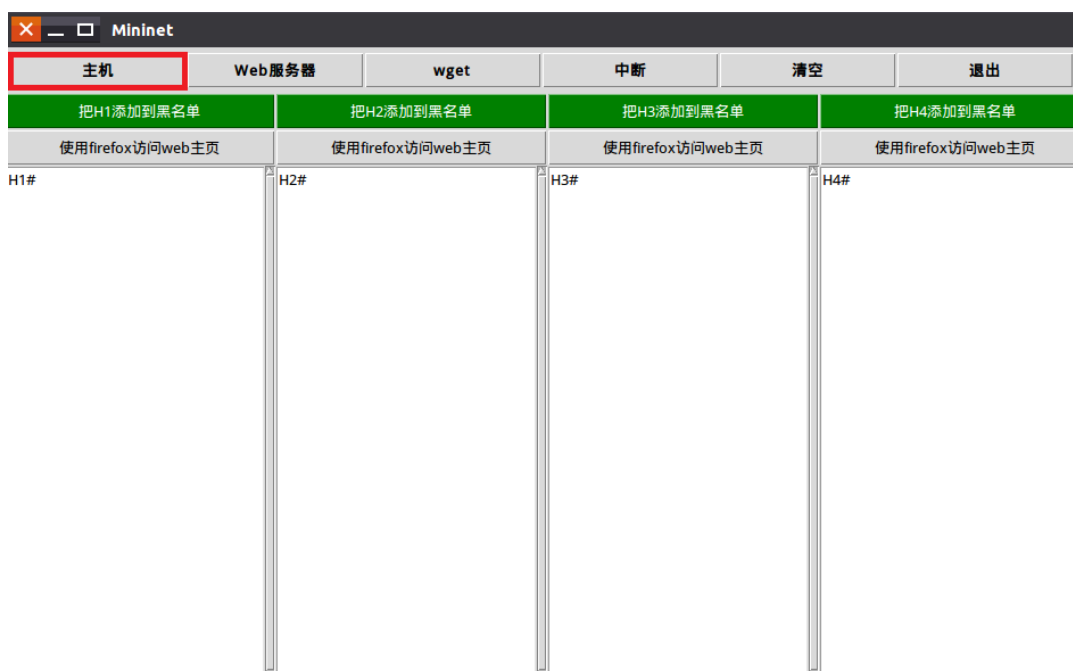 Mininet
主机 Web服务器 wget 中断 清空 退出
把H1添加到黑名单 把H2添加到黑名单 把H3添加到黑名单 把H4添加到黑名单
使用firefox访问web主页 使用firefox访问web主页 使用firefox访问web主页 使用firefox访问web主页
H1# H2# H3# H4#